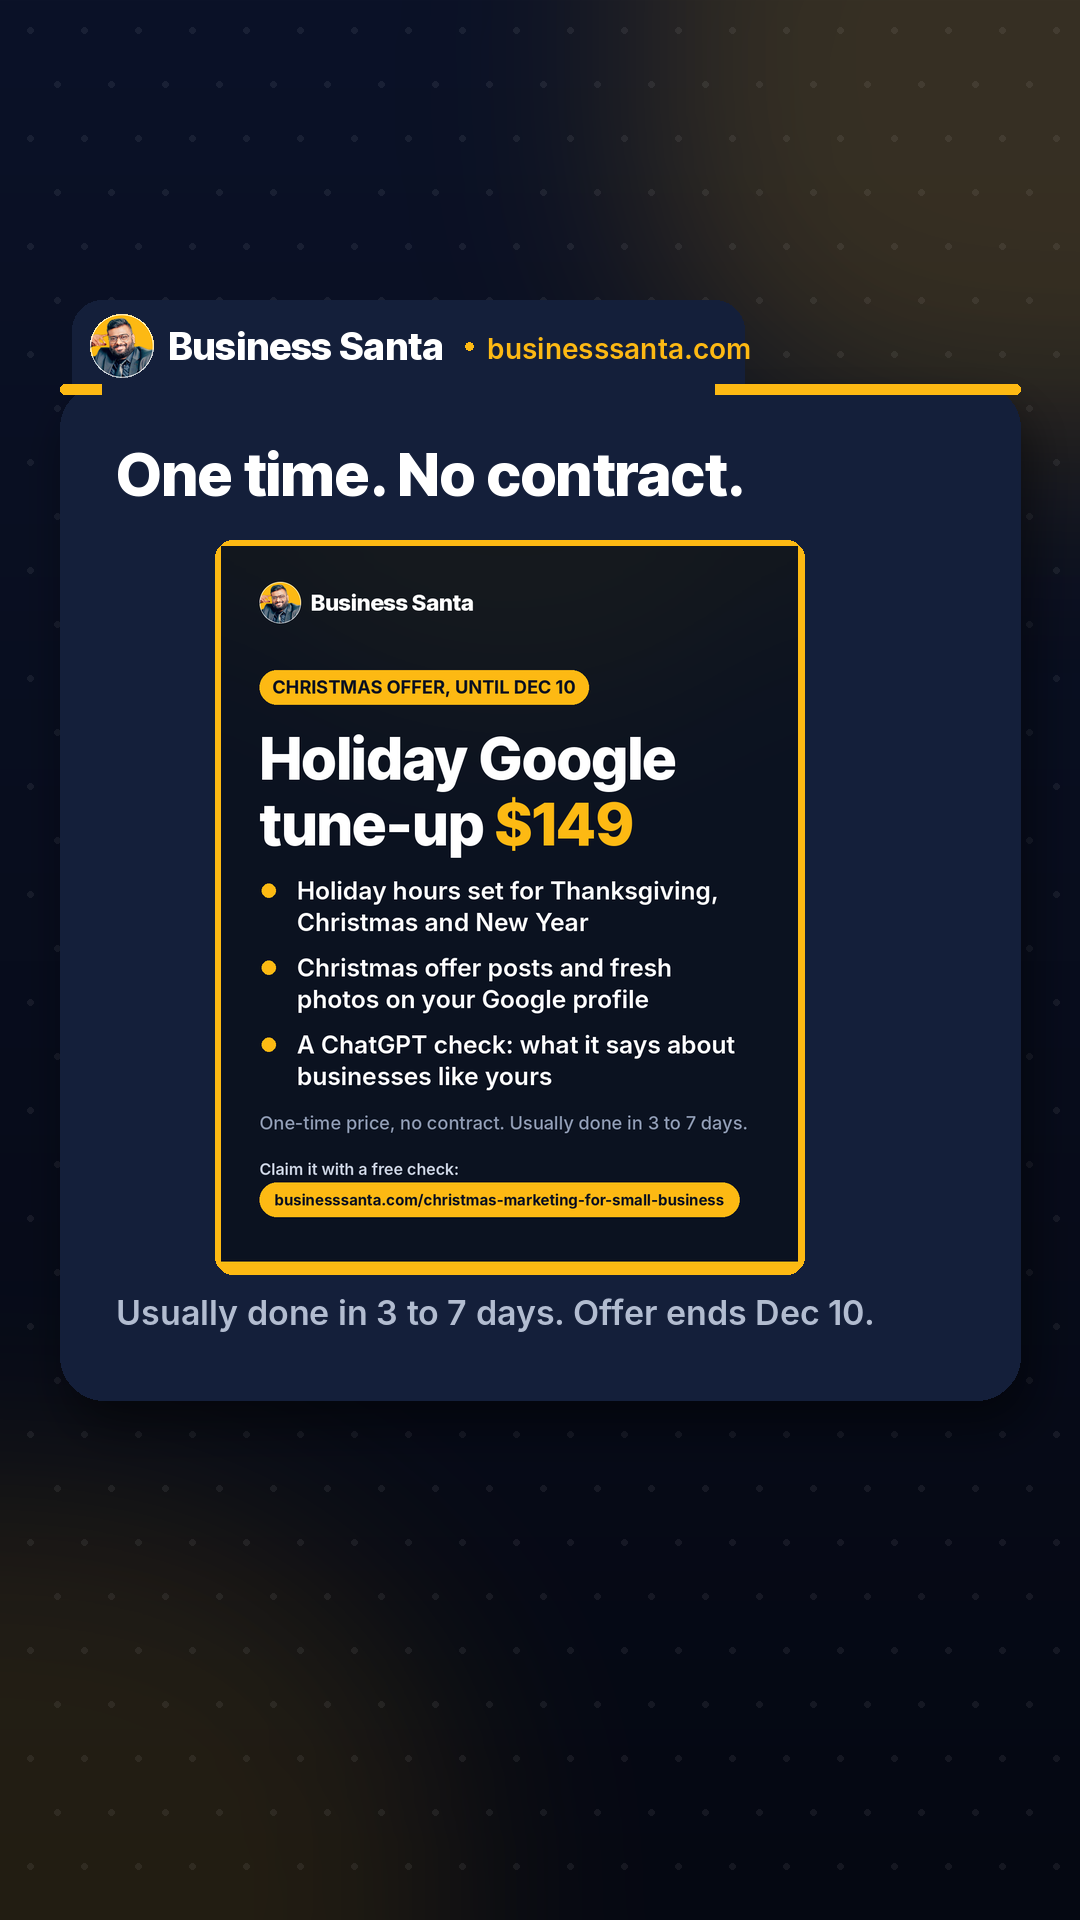 Business Santa • businesssanta.com
One time. No contract.
Business Santa
CHRISTMAS OFFER, UNTIL DEC 10
Holiday Google
tune-up $149
Holiday hours set for Thanksgiving,
Christmas and New Year
Christmas offer posts and fresh
photos on your Google profile
A ChatGPT check: what it says about
businesses like yours
One-time price, no contract. Usually done in 3 to 7 days.
Claim it with a free check:
businesssanta.com/christmas-marketing-for-small-business
Usually done in 3 to 7 days. Offer ends Dec 10.